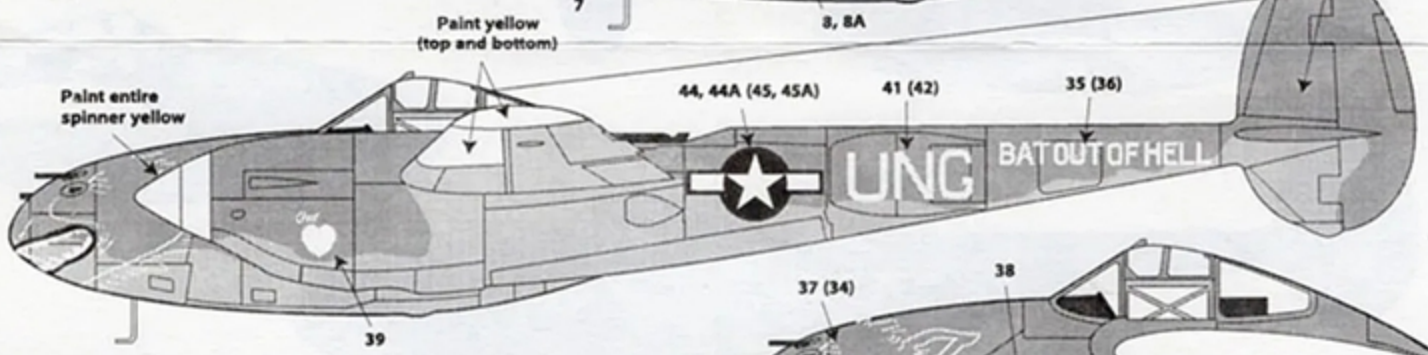 7
8, 8A
Paint yellow
(top and bottom)
Paint entire
spinner yellow
44, 44A (45, 45A)
41 (42)
35 (36)
UNG
BAT OUT OF HELL
Our
39
37 (34)
38